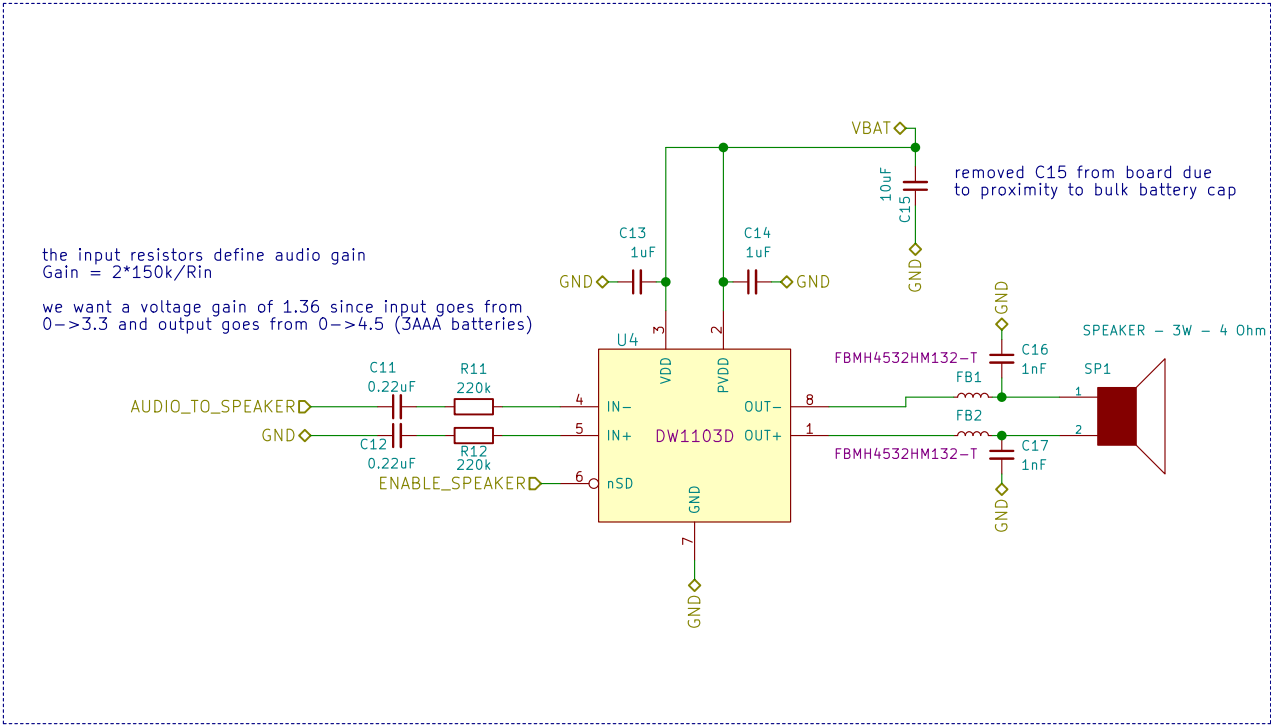 VBAT
removed C15 from board due
to proximity to bulk battery cap
10uF
C15
GND
C13
1uF
C14
1uF
GND
GND
the input resistors define audio gain
Gain = 2*150k/Rin
we want a voltage gain of 1.36 since input goes from
0->3.3 and output goes from 0->4.5 (3AAA batteries)
GND
3
2
U4
VDD
PVDD
SPEAKER - 3W - 4 Ohm
C16
1nF
FBMH4532HM132-T
FB1
SP1
C11
0.22uF
R11
220k
AUDIO_TO_SPEAKER
4
IN-
OUT-
8
1
FB2
GND
C12
0.22uF
R12
220k
5
IN+
DW1103D
OUT+
1
2
FBMH4532HM132-T
C17
1nF
ENABLE_SPEAKER
6
nSD
GND
GND
7
GND